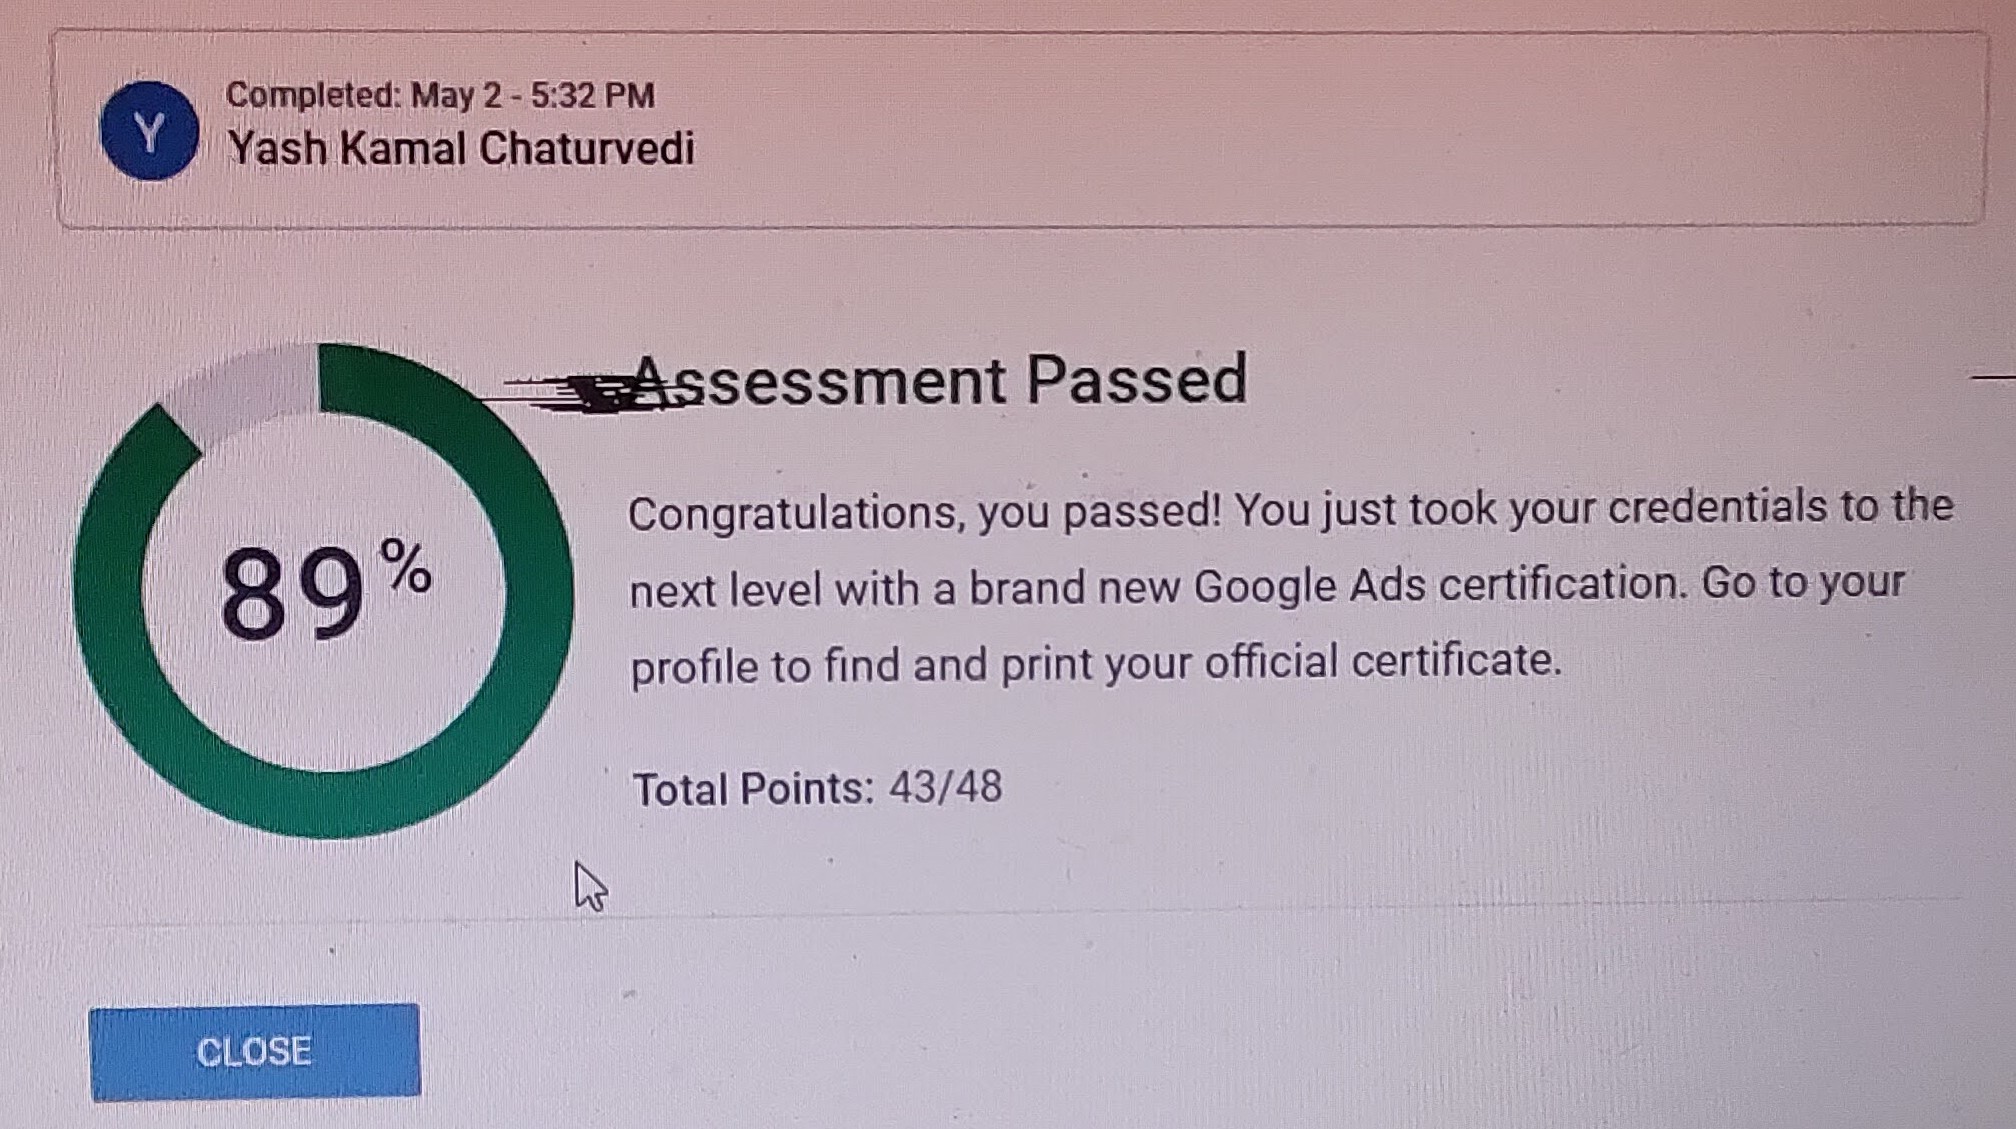 Y
Completed: May 2 - 5:32 PM
Yash Kamal Chaturvedi
Assessment Passed
89%
Congratulations, you passed! You just took your credentials to the
next level with a brand new Google Ads certification. Go to your
profile to find and print your official certificate.
Total Points: 43/48
CLOSE